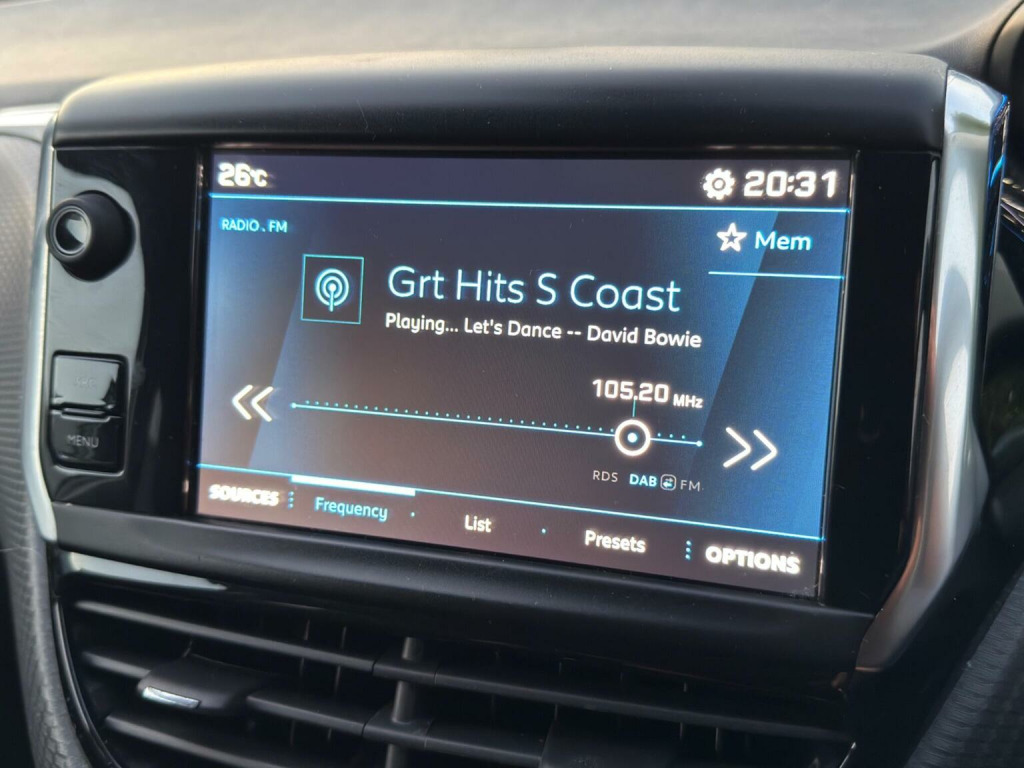 26°C 20:31
RADIO . FM
Mem
Grt Hits S Coast
Playing... Let's Dance -- David Bowie
105.20 MHz
RDS DAB FM
SOURCES Frequency List Presets OPTIONS
MENU